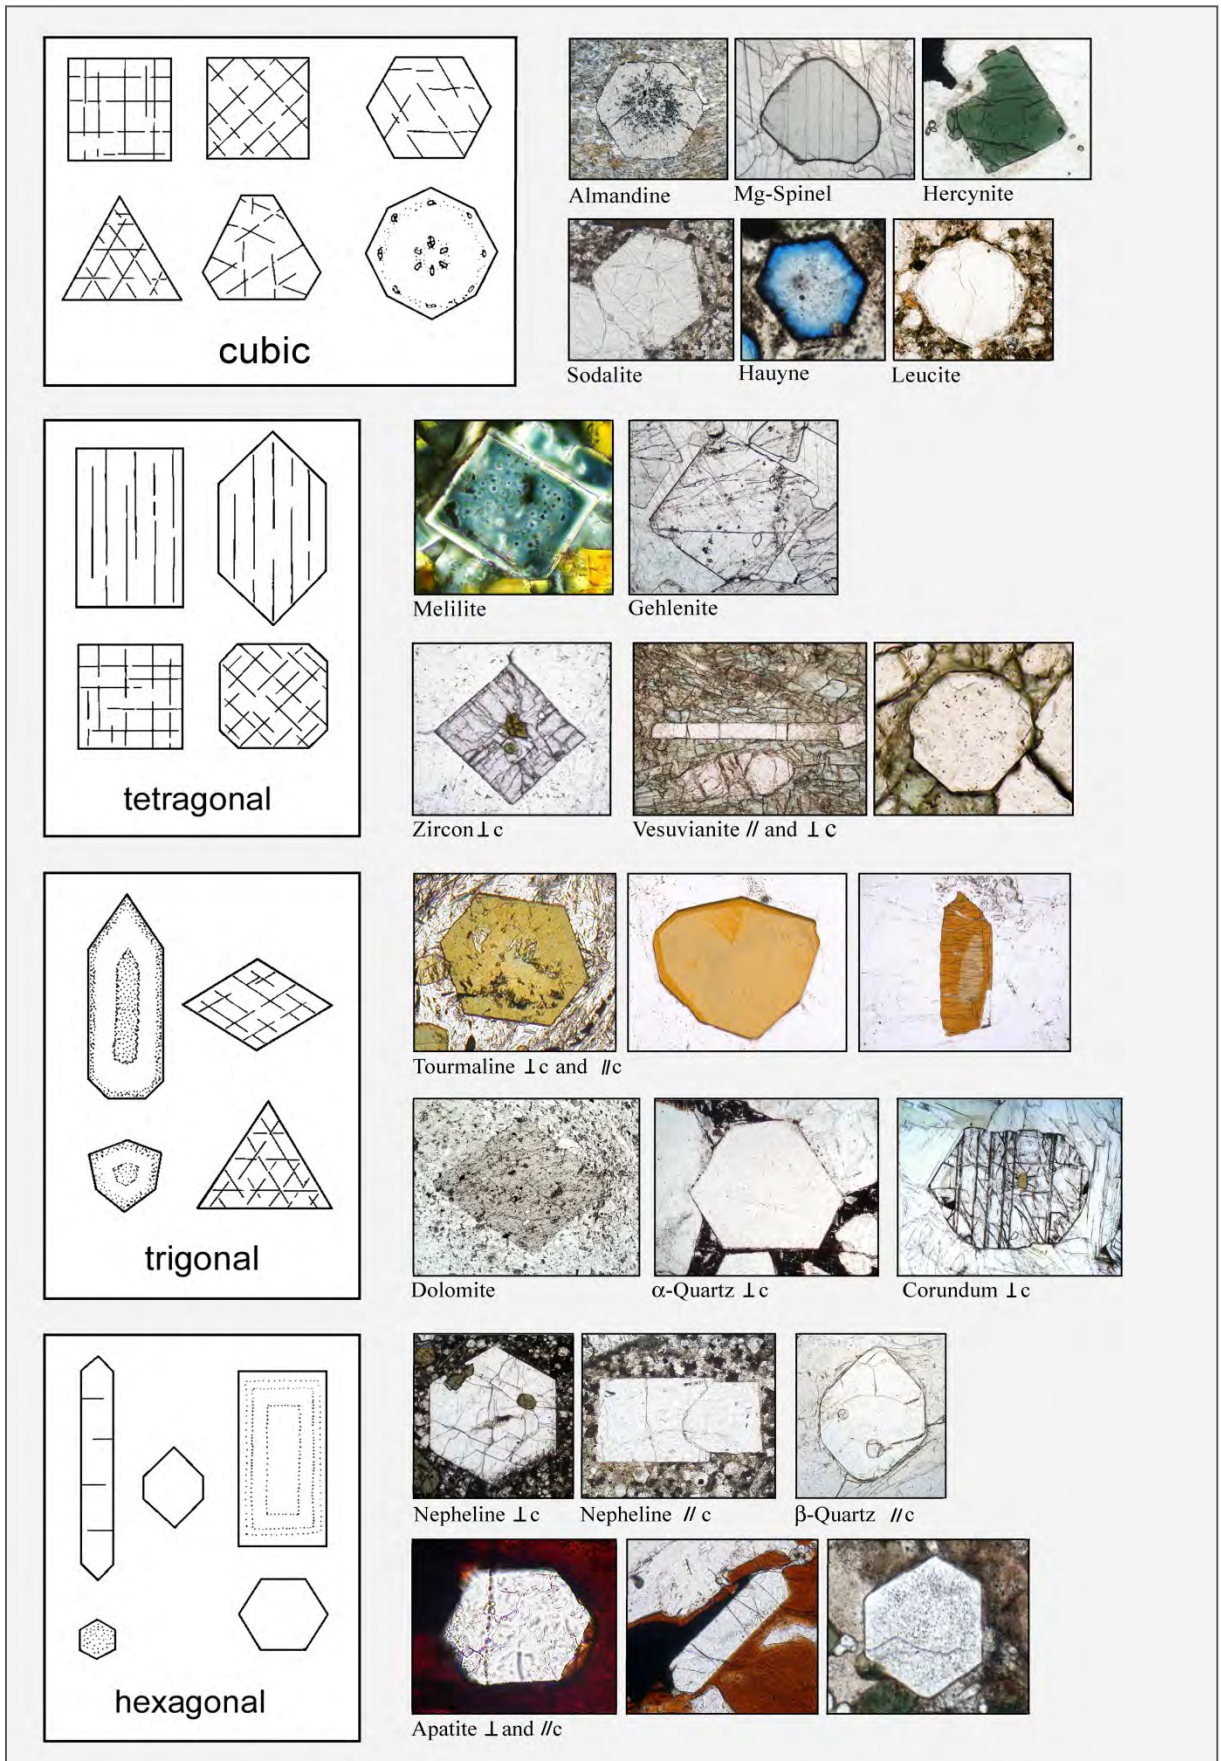 Almandine
Mg-Spinel
Hercynite
cubic
Sodalite
Hauyne
Leucite
Melilite
Gehlenite
tetragonal
Zircon ⊥ c
Vesuvianite // and ⊥ c
Tourmaline ⊥c and //c
trigonal
Dolomite
α-Quartz ⊥c
Corundum ⊥c
Nepheline ⊥c
Nepheline // c
β-Quartz //c
hexagonal
Apatite ⊥ and //c